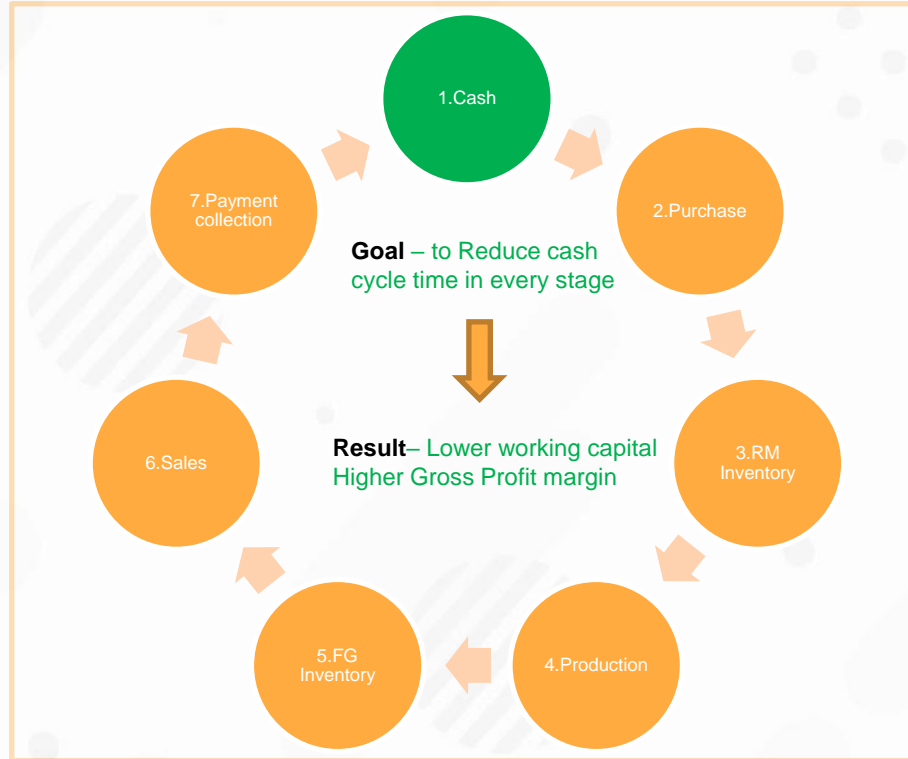 1.Cash
2.Purchase
3.RM
Inventory
4.Production
5.FG
Inventory
6.Sales
7.Payment
collection
Goal – to Reduce cash
cycle time in every stage
Result– Lower working capital
Higher Gross Profit margin